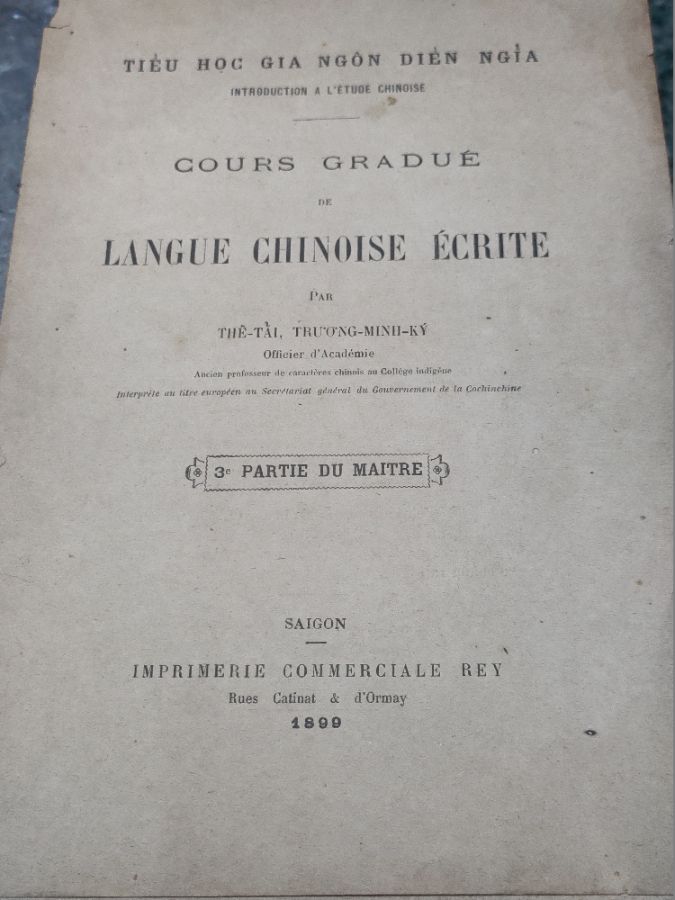 TIỂU HỌC GIA NGÔN DIỄN NGĨA
INTRODUCTION A L'ÉTUDE CHINOISE
COURS GRADUÉ
DE
LANGUE CHINOISE ÉCRITE
PAR
THẾ-TẢI, TRƯƠNG-MINH-KÝ
Officier d'Académie
Ancien professeur de caractères chinois au Collège indigène
Interprète au titre européen au Secrétariat général du Gouvernement de la Cochinchine
3e PARTIE DU MAITRE
SAIGON
IMPRIMERIE COMMERCIALE REY
Rues Catinat & d'Ormay
1899